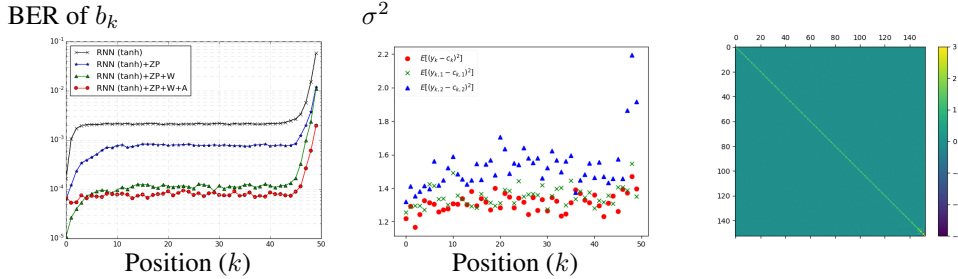 BER of b_k
σ²
10⁻¹
10⁻²
10⁻³
10⁻⁴
10⁻⁵
RNN (tanh)
RNN (tanh)+ZP
RNN (tanh)+ZP+W
RNN (tanh)+ZP+W+A
0 10 20 30 40 50
Position (k)
2.2
2.0
1.8
1.6
1.4
1.2
E[(y_k − c_k)²]
E[(y_{k,1} − c_{k,1})²]
E[(y_{k,2} − c_{k,2})²]
0 10 20 30 40 50
Position (k)
0 20 40 60 80 100 120 140
0
20
40
60
80
100
120
140
3
2
1
0